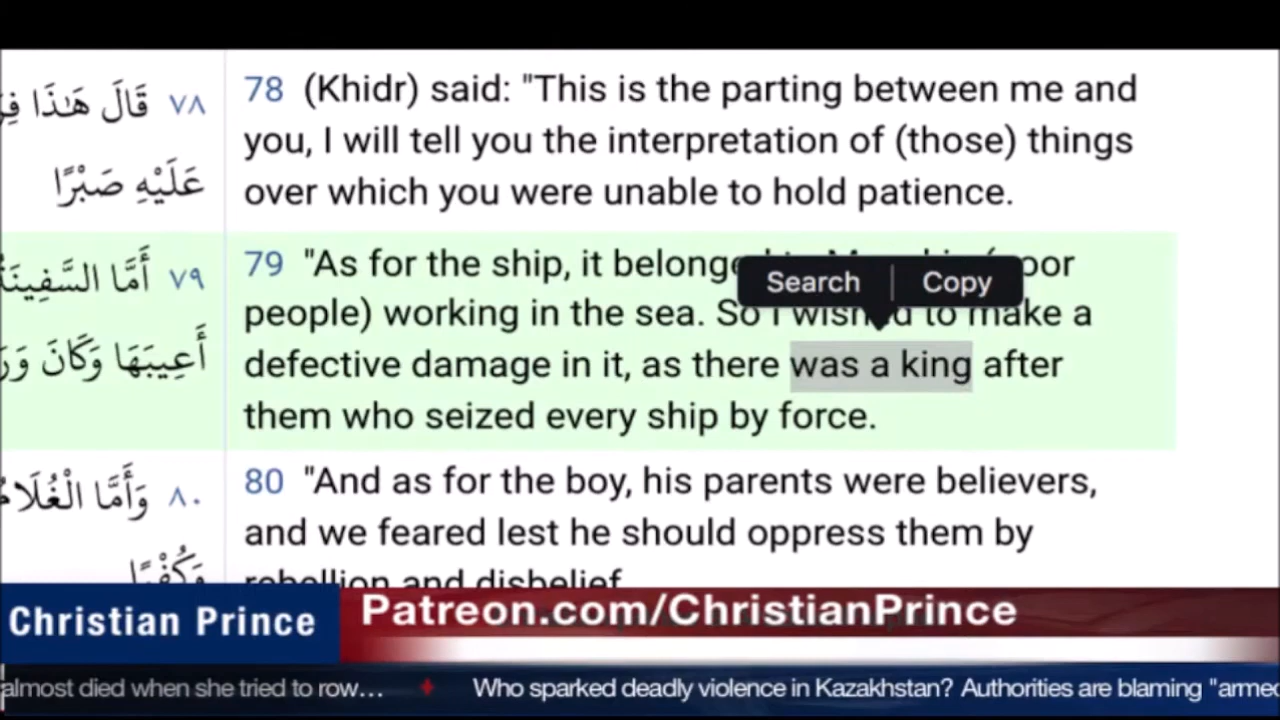 78 (Khidr) said: "This is the parting between me and
you, I will tell you the interpretation of (those) things
over which you were unable to hold patience.
٧٨ قَالَ هَٰذَا
عَلَيْهِ صَبْرًا
79 "As for the ship, it belonged
people) working in the sea. So I wished to make a
defective damage in it, as there was a king after
them who seized every ship by force.
Search | Copy
٧٩ أَمَّا السَّفِينَةُ
أَعِيبَهَا وَكَانَ
80 "And as for the boy, his parents were believers,
and we feared lest he should oppress them by
rebellion and disbelief.
٨٠ وَأَمَّا الْغُلَامُ
Christian Prince
Patreon.com/ChristianPrince
almost died when she tried to row… Who sparked deadly violence in Kazakhstan? Authorities are blaming "armed